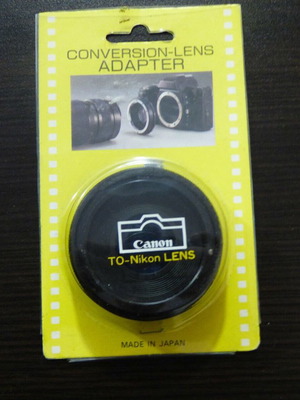 CONVERSION-LENS
ADAPTER
Canon
TO-Nikon LENS
MADE IN JAPAN